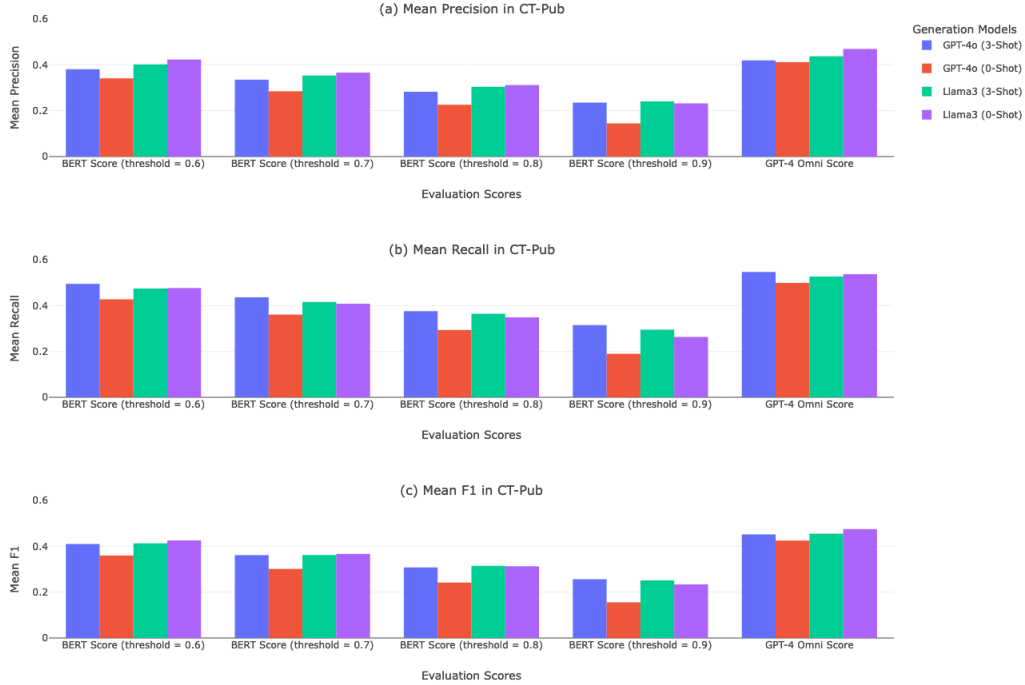 (a) Mean Precision in CT-Pub
0.6
0.4
0.2
0
Mean Precision
BERT Score (threshold = 0.6)
BERT Score (threshold = 0.7)
BERT Score (threshold = 0.8)
BERT Score (threshold = 0.9)
GPT-4 Omni Score
Evaluation Scores
Generation Models
GPT-4o (3-Shot)
GPT-4o (0-Shot)
Llama3 (3-Shot)
Llama3 (0-Shot)
(b) Mean Recall in CT-Pub
0.6
0.4
0.2
0
Mean Recall
BERT Score (threshold = 0.6)
BERT Score (threshold = 0.7)
BERT Score (threshold = 0.8)
BERT Score (threshold = 0.9)
GPT-4 Omni Score
Evaluation Scores
(c) Mean F1 in CT-Pub
0.6
0.4
0.2
0
Mean F1
BERT Score (threshold = 0.6)
BERT Score (threshold = 0.7)
BERT Score (threshold = 0.8)
BERT Score (threshold = 0.9)
GPT-4 Omni Score
Evaluation Scores